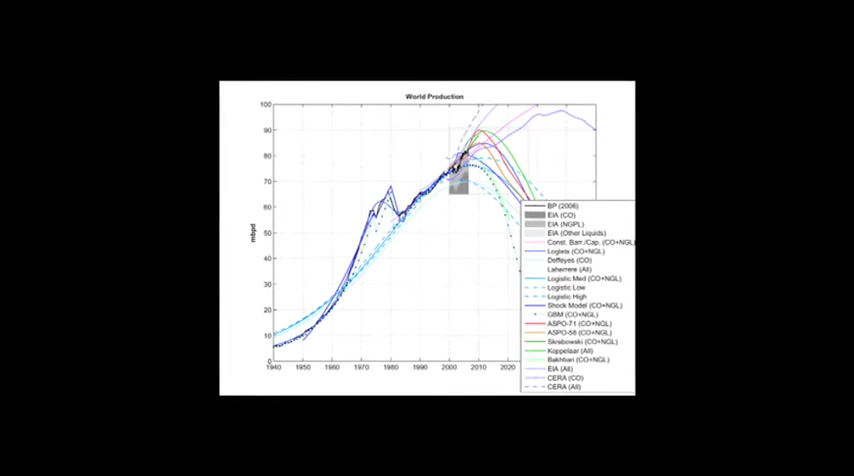 World Production
100
90
80
70
60
50
40
30
20
10
0
mbpd
1940 1950 1960 1970 1980 1990 2000 2010 2020
BP (2006)
EIA (CO)
EIA (NGPL)
EIA (Other Liquids)
Const. Barr./Cap. (CO+NGL)
Loglets (CO+NGL)
Deffeyes (CO)
Laherrere (All)
Logistic Med (CO+NGL)
Logistic Low
Logistic High
Shock Model (CO+NGL)
GBM (CO+NGL)
ASPO-71 (CO+NGL)
ASPO-58 (CO+NGL)
Skrebowski (CO+NGL)
Koppelaar (All)
Bakhtiari (CO+NGL)
EIA (All)
CERA (CO)
CERA (All)